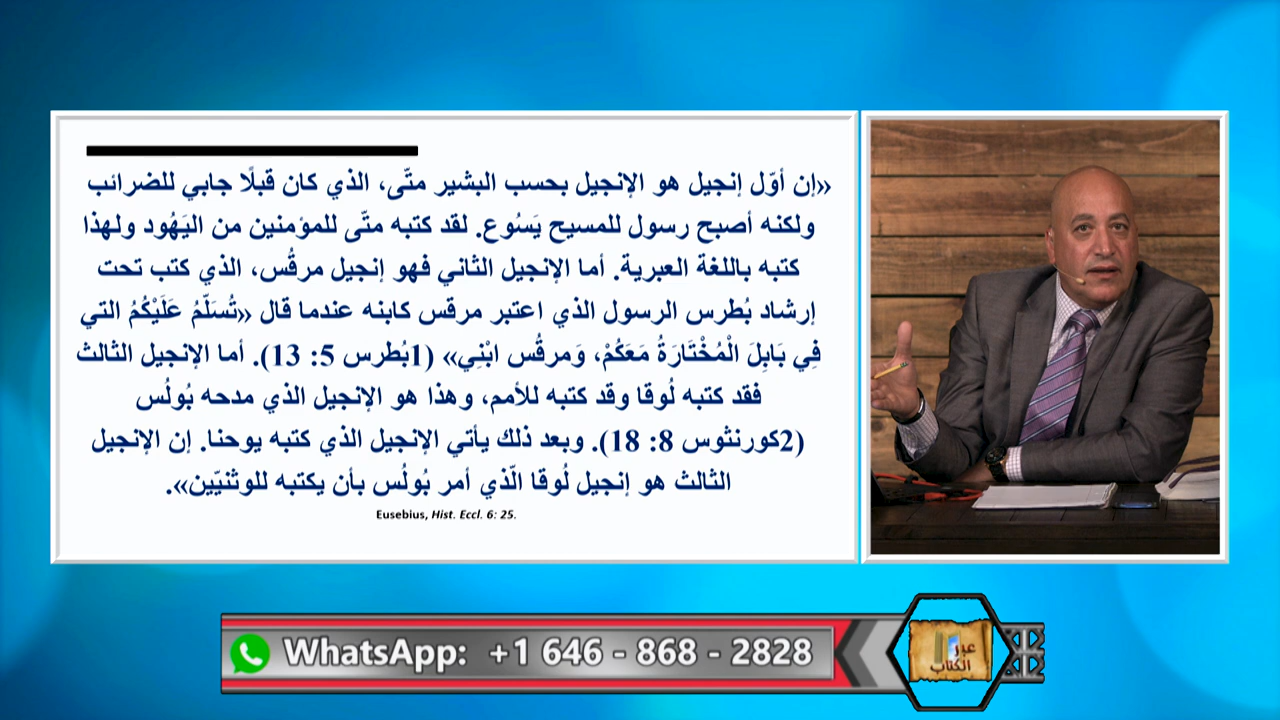 «إن أوّل إنجيل هو الإنجيل بحسب البشير متّى، الذي كان قبلًا جابي للضرائب
ولكنه أصبح رسول للمسيح يَسُوع. لقد كتبه متّى للمؤمنين من اليَهُود ولهذا
كتبه باللغة العبرية. أما الإنجيل الثاني فهو إنجيل مرقُس، الذي كتب تحت
إرشاد بُطرس الرسول الذي اعتبر مرقس كابنه عندما قال «تُسَلِّمُ عَلَيْكُمُ التي
فِي بَابِلَ الْمُخْتَارَةُ مَعَكُمْ، وَمرقُس ابْنِي» (1بُطرس 5: 13). أما الإنجيل الثالث
فقد كتبه لُوقا وقد كتبه للأمم، وهذا هو الإنجيل الذي مدحه بُولُس
(2كورنثوس 8: 18). وبعد ذلك يأتي الإنجيل الذي كتبه يوحنا. إن الإنجيل
الثالث هو إنجيل لُوقا الّذي أمر بُولُس بأن يكتبه للوثنيّين».
Eusebius, Hist. Eccl. 6: 25.
WhatsApp: +1 646 - 868 - 2828
عبر
الكتاب